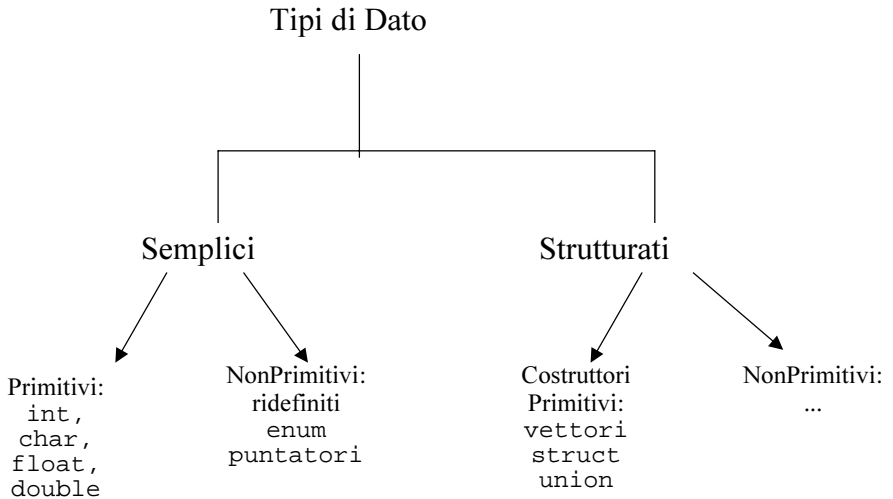 Tipi di Dato
Semplici
Strutturati
Primitivi:
int,
char,
float,
double
NonPrimitivi:
ridefiniti
enum
puntatori
Costruttori
Primitivi:
vettori
struct
union
NonPrimitivi:
...